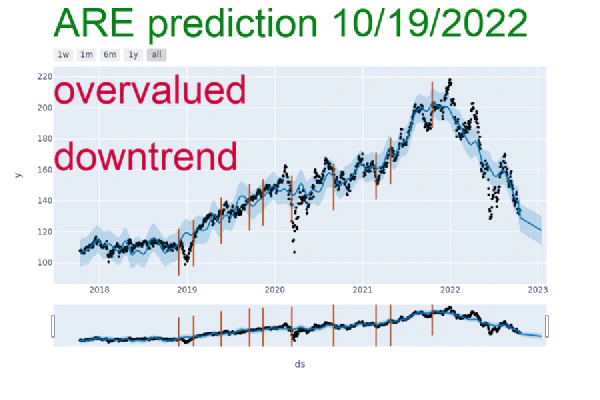 ARE prediction 10/19/2022
1w 1m 6m 1y all
overvalued
downtrend
220
200
180
160
140
120
100
y
2018 2019 2020 2021 2022 2023
ds